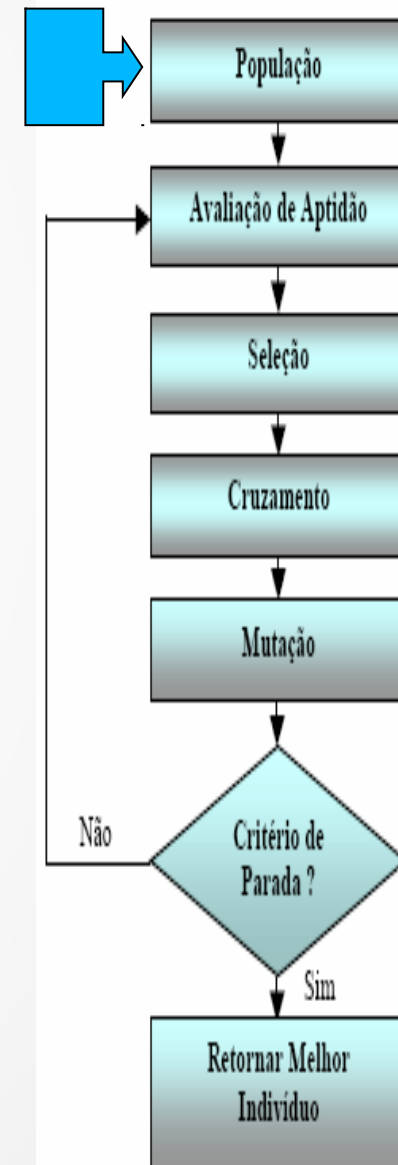 População
Avaliação de Aptidão
Seleção
Cruzamento
Mutação
Critério de
Parada ?
Não
Sim
Retornar Melhor
Indivíduo